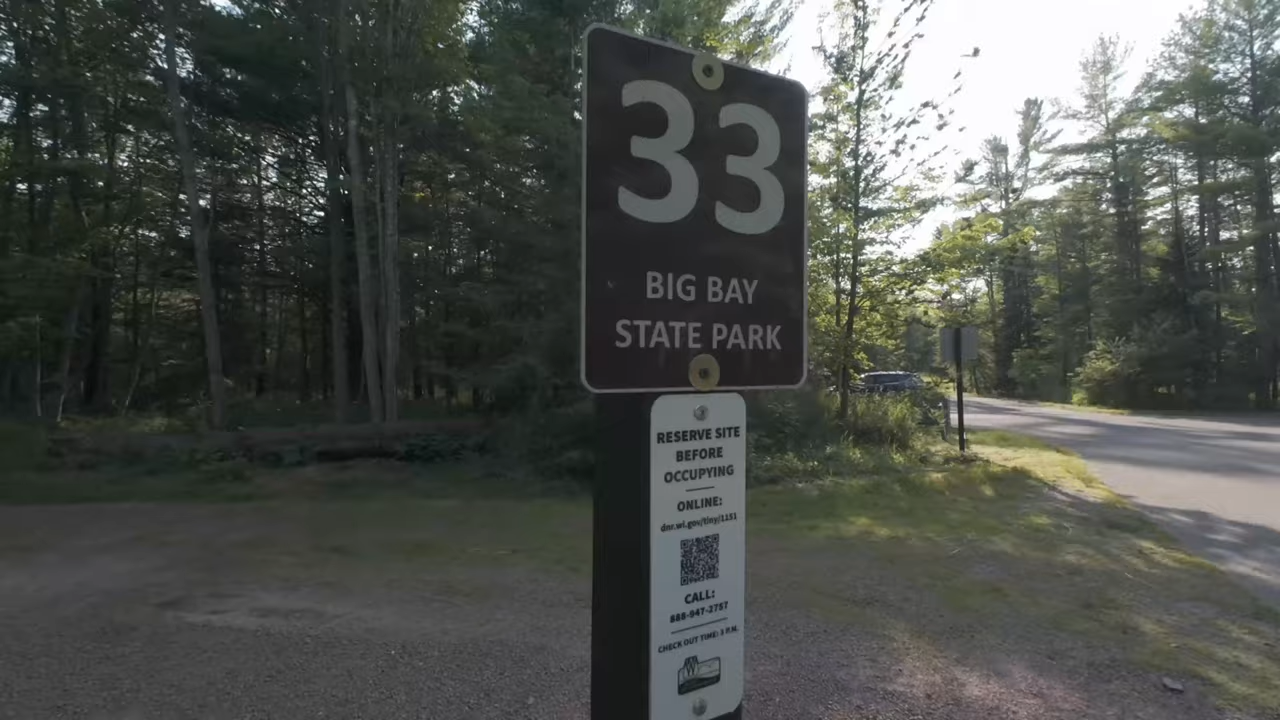 33
BIG BAY
STATE PARK
RESERVE SITE
BEFORE
OCCUPYING
ONLINE:
dnr.wi.gov/tiny/1151
CALL:
888-947-2757
CHECK OUT TIME: 3 P.M.
W